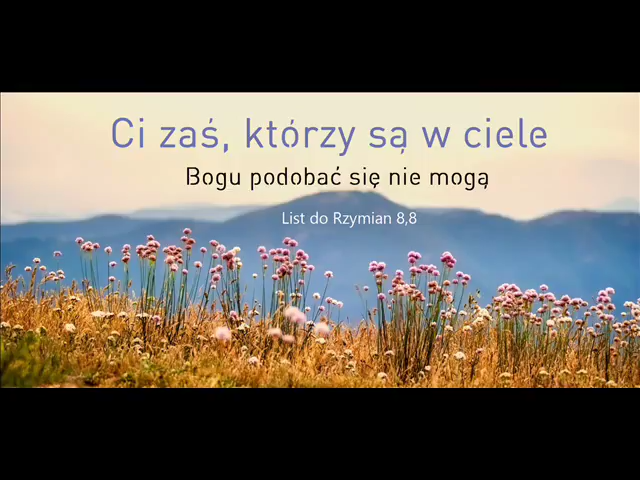 Ci zaś, którzy są w ciele
Bogu podobać się nie mogą
List do Rzymian 8,8